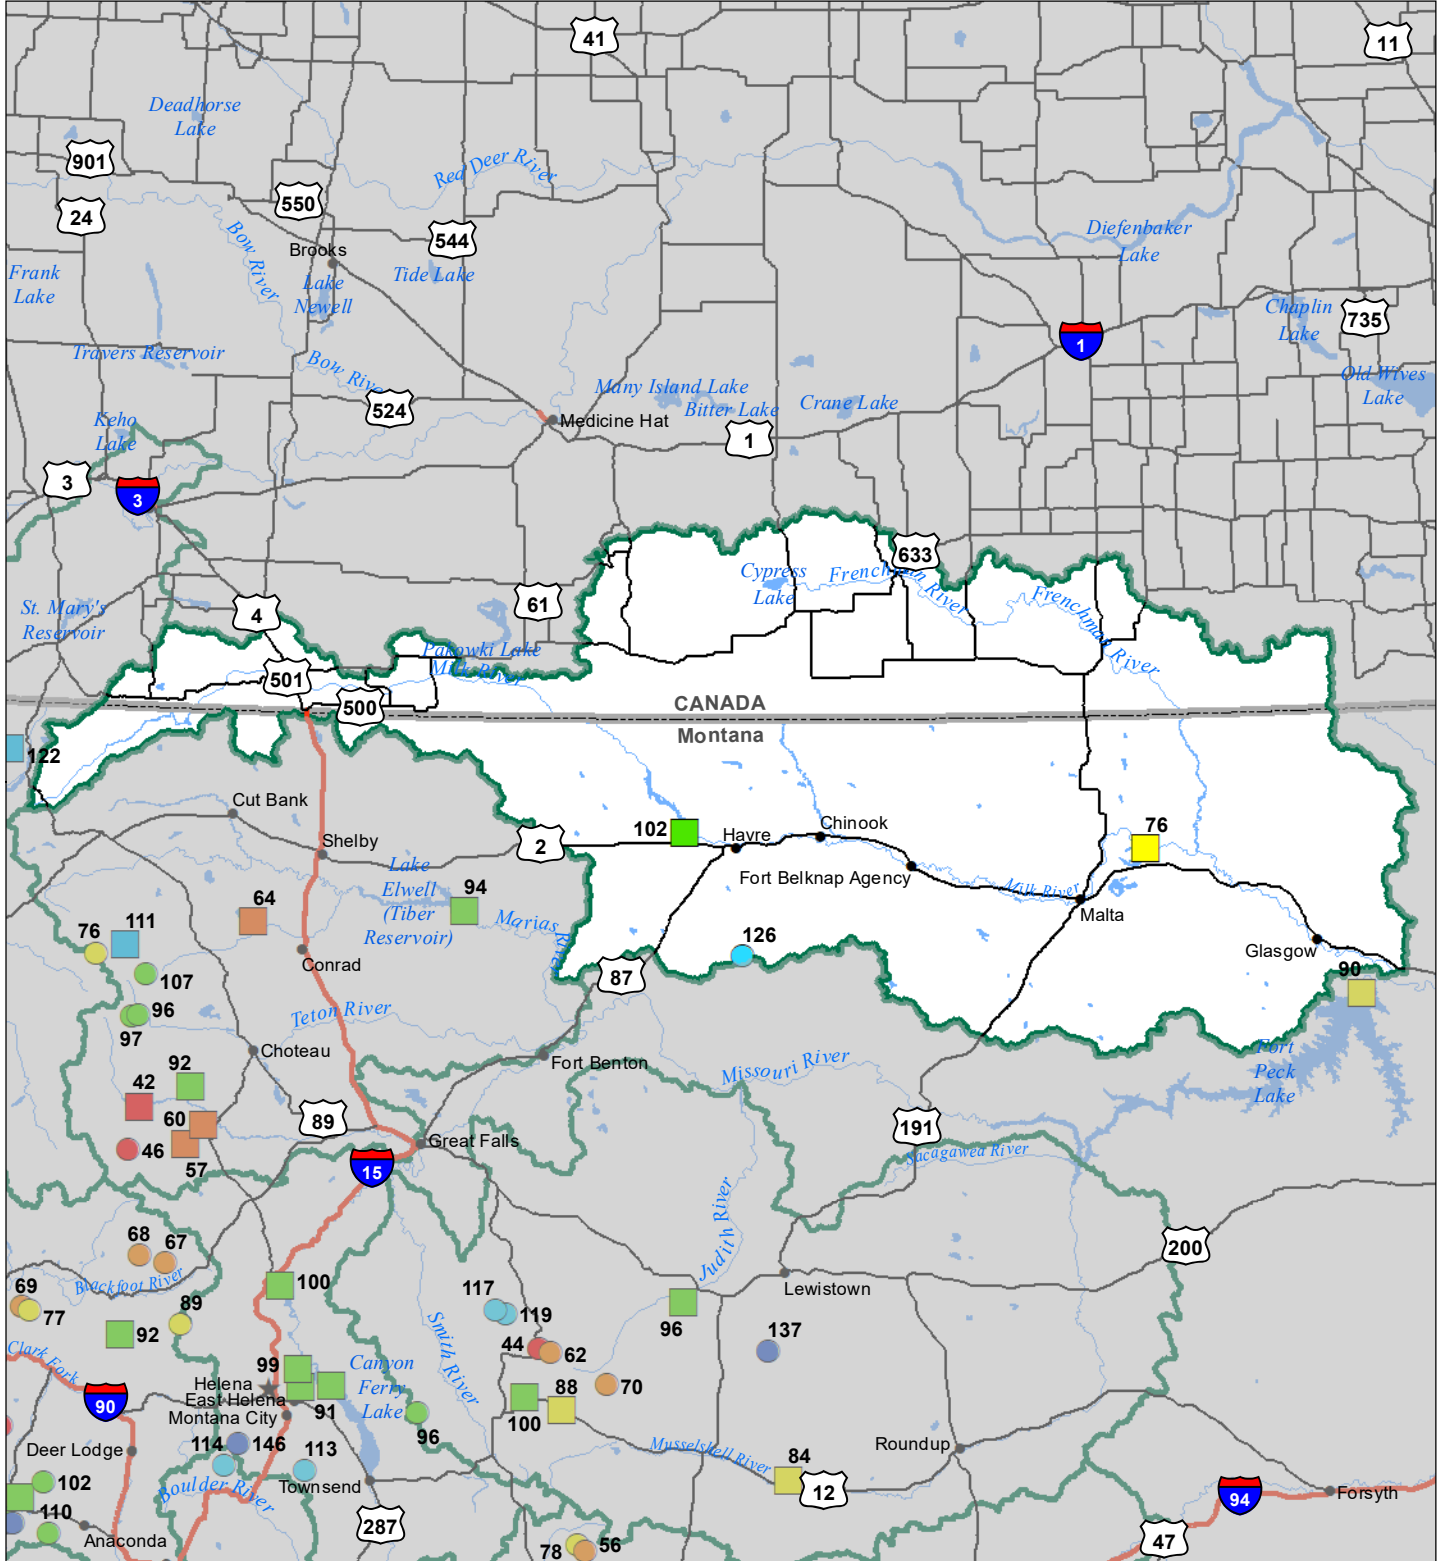 41
11
Deadhorse
Lake
901
Red Deer River
550
24
544
Bow River
Brooks
Diefenbaker
Lake
Frank
Lake
Tide Lake
Lake
Newell
Chaplin
Lake
735
1
Travers Reservoir
Bow River
Many Island Lake
Old Wives
Lake
524
Bitter Lake
Crane Lake
Keho
Lake
Medicine Hat
1
3
3
633
Cypress
Lake
Frenchman River
Frenchman River
61
St. Mary's
Reservoir
4
Pakowki Lake
Milk River
501
500
CANADA
Montana
122
Cut Bank
102
Havre
Chinook
76
Shelby
2
Lake
Elwell
(Tiber
Reservoir)
94
Fort Belknap Agency
Milk River
64
Marias River
Malta
76
111
126
Glasgow
Conrad
107
87
90
96
97
Teton River
Choteau
Fort Benton
Missouri River
Fort
Peck
Lake
92
42
60
89
191
46
57
Great Falls
15
Sacagawea River
Judith River
68
67
200
Blackfoot River
100
Lewistown
69
77
89
117
119
96
92
Smith River
44
62
137
Clark Fork
99
Canyon
Ferry
Lake
70
Helena
East Helena
Montana City
90
91
88
100
96
Deer Lodge
114
146
113
Musselshell River
Roundup
84
12
102
Boulder River
Townsend
94
Forsyth
110
287
Anaconda
78
56
47